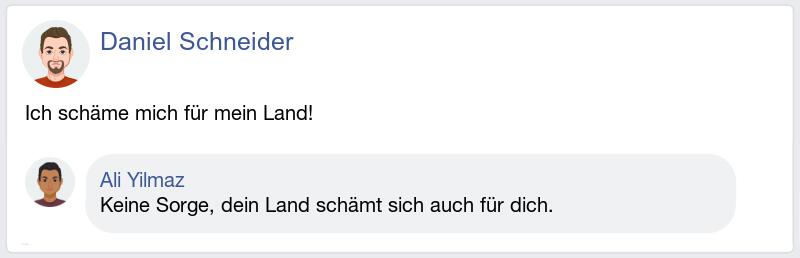 Daniel Schneider
Ich schäme mich für mein Land!
Ali Yilmaz
Keine Sorge, dein Land schämt sich auch für dich.